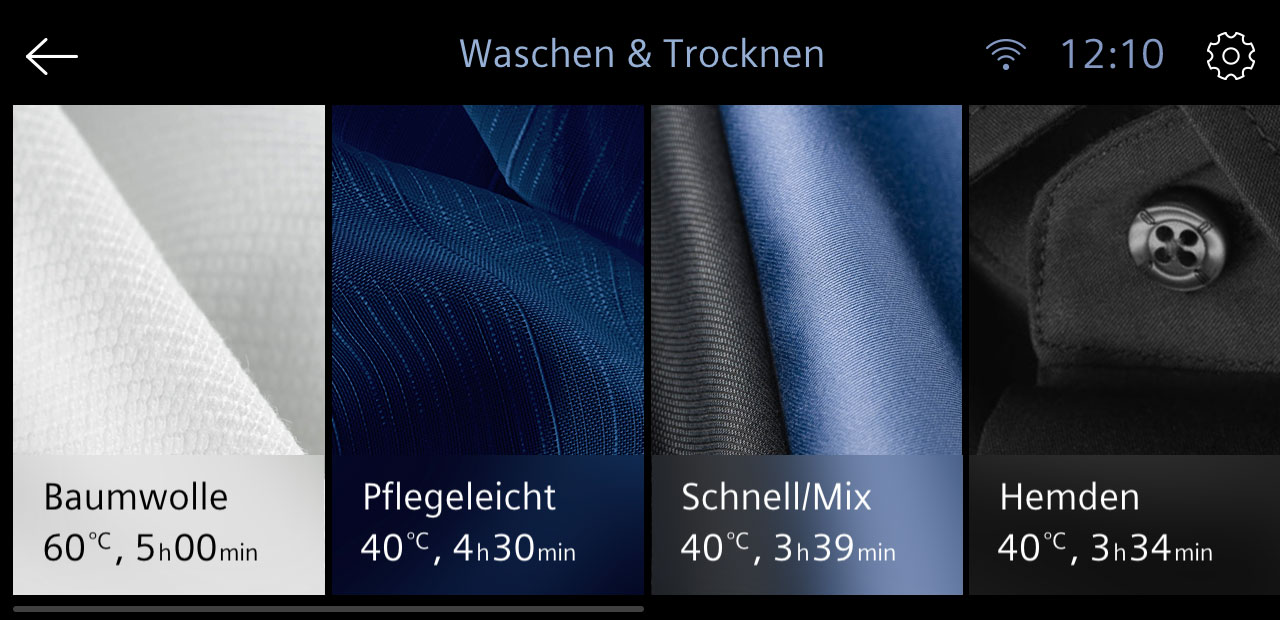 Waschen & Trocknen
12:10
Baumwolle
60°C, 5h00min
Pflegeleicht
40°C, 4h30min
Schnell/Mix
40°C, 3h39min
Hemden
40°C, 3h34min